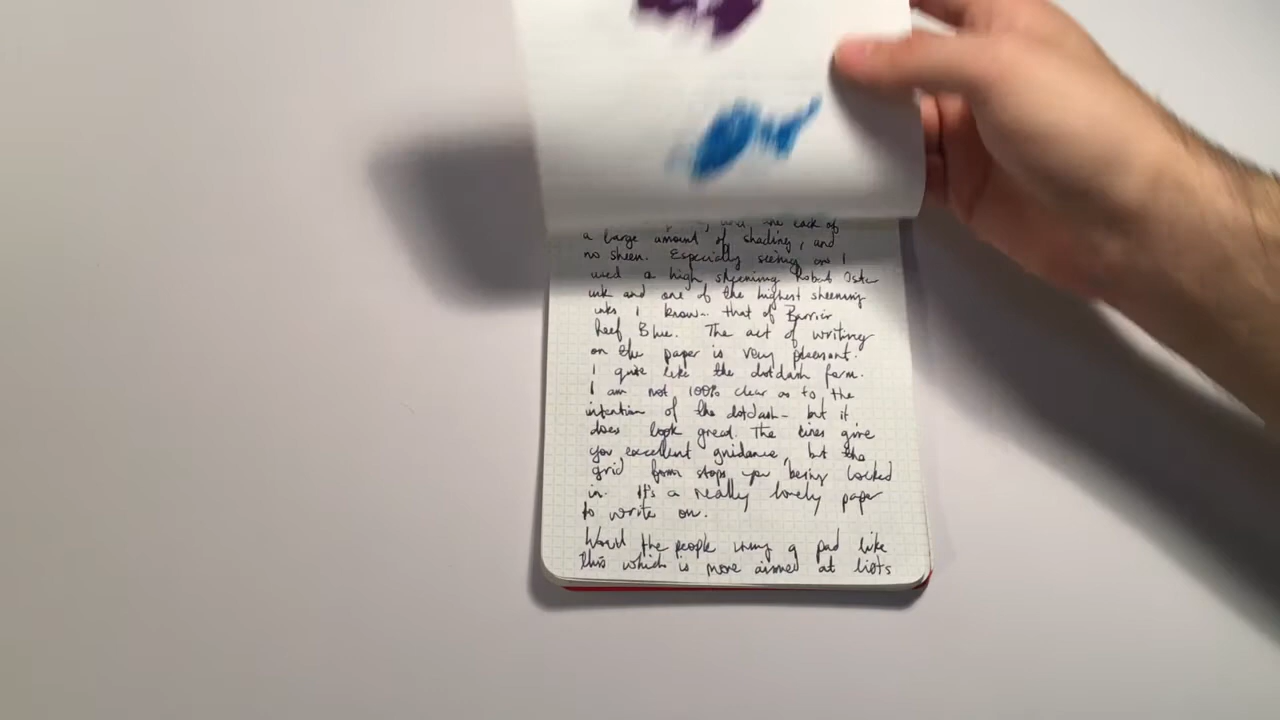 , and the lack of
a large amount of shading, and
no sheen. Especially seeing as I
used a high sheening Robert Oster
ink and one of the highest sheening
inks I know - that of Barrier
Reef Blue. The act of writing
on the paper is very pleasant.
I quite like the dotdash form.
I am not 100% clear as to the
intention of the dotdash - but it
does look great. The lines give
you excellent guidance, but the
grid form stops you being locked
in. It's a really lovely paper
to write on.
Would the people using a pad like
this which is more aimed at lists